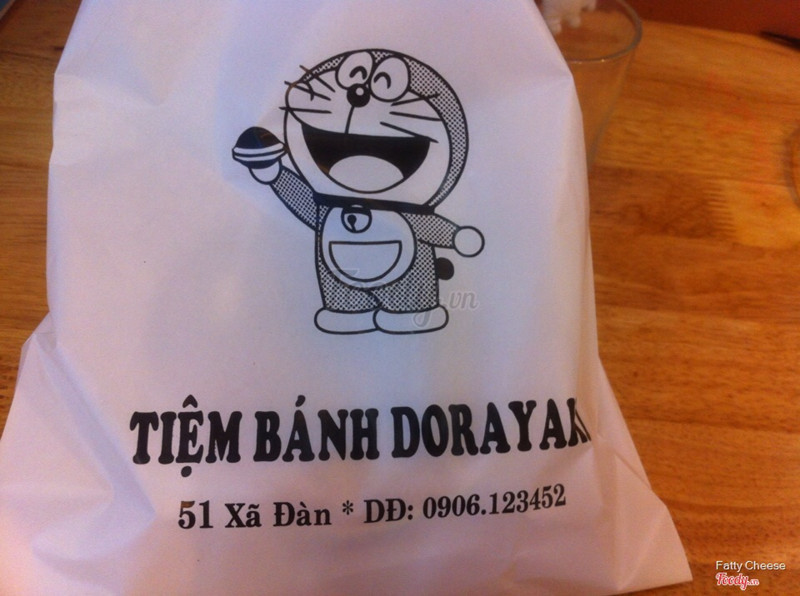 TIỆM BÁNH DORAYAKI
51 Xã Đàn * DĐ: 0906.123452
Fatty Cheese
Foody.vn